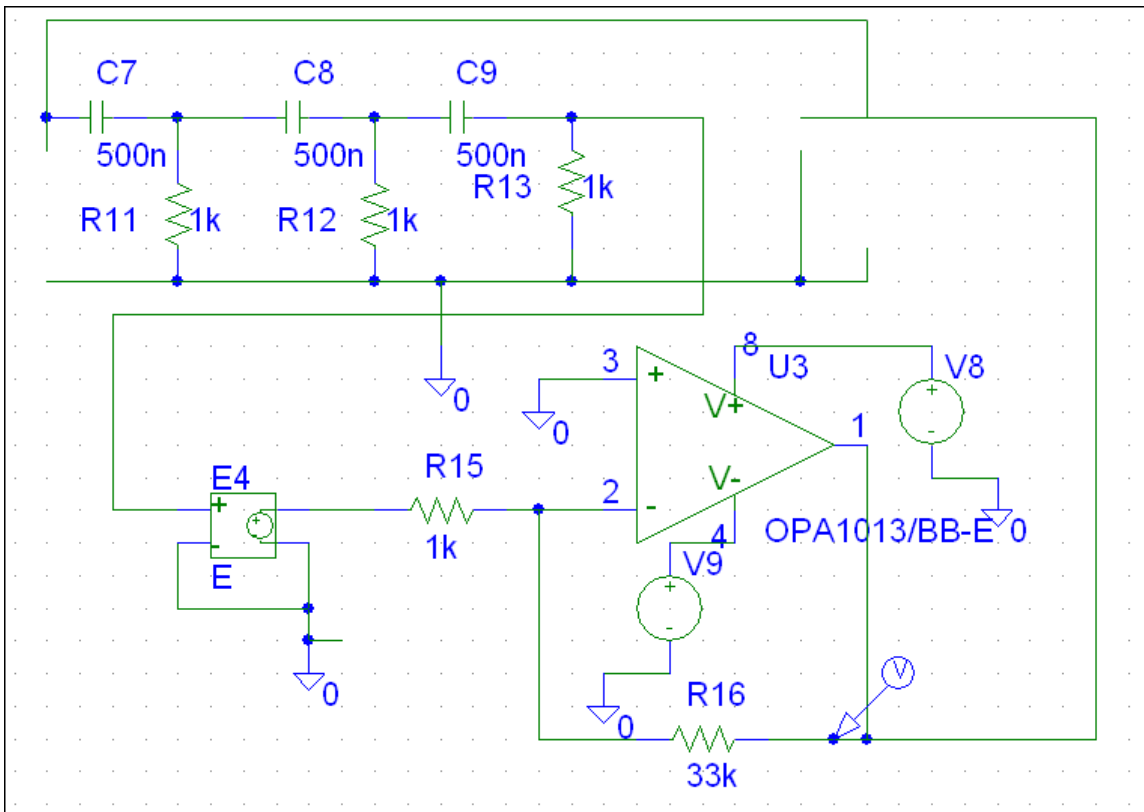 C7 C8 C9
500n 500n 500n
R13
R11 1k R12 1k 1k
0
3 + 8 U3 V8
V+ +
0 1 -
R15 V-
E4 2 -
+ + 4 OPA1013/BB-E 0
- - 1k V9
E +
-
V
0 R16
0
33k